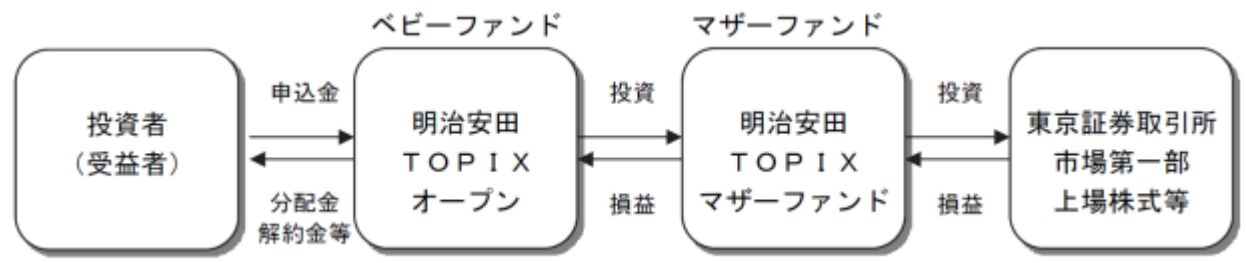 ベビーファンド
マザーファンド
投資者
（受益者）
申込金
分配金
解約金等
明治安田
ＴＯＰＩＸ
オープン
投資
損益
明治安田
ＴＯＰＩＸ
マザーファンド
投資
損益
東京証券取引所
市場第一部
上場株式等